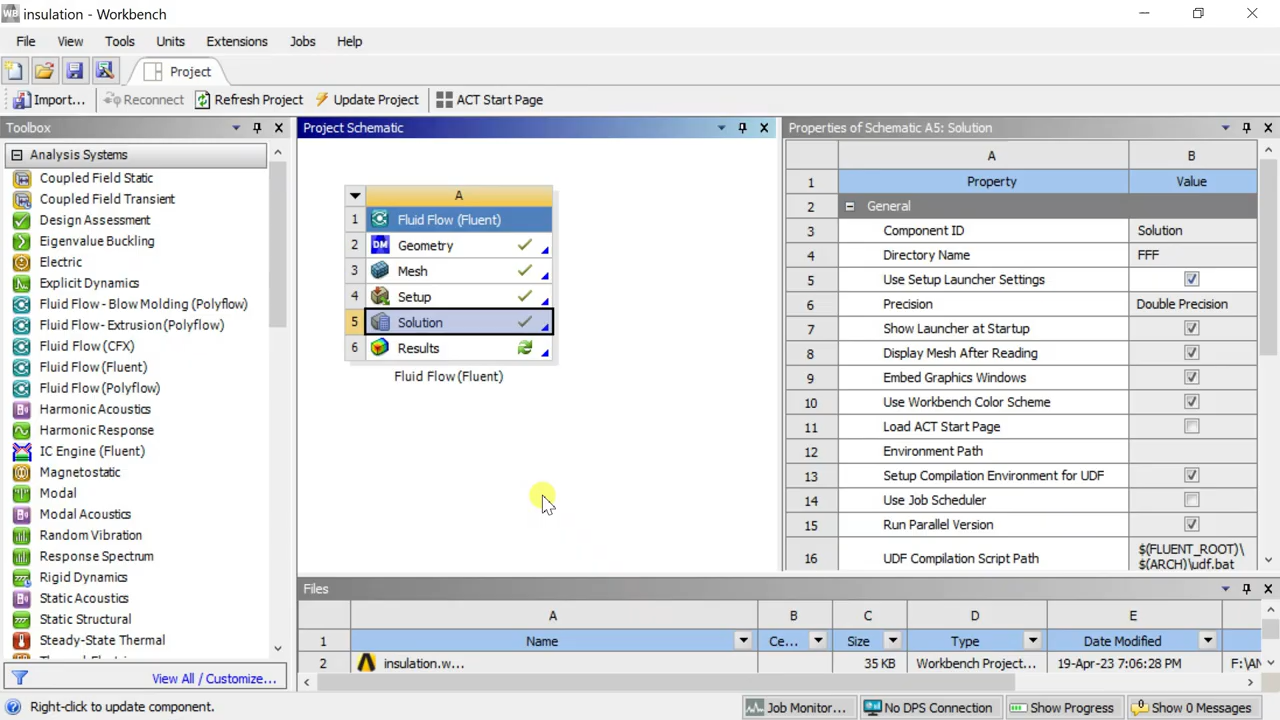 WB insulation - Workbench
File View Tools Units Extensions Jobs Help
Project
Import... Reconnect Refresh Project Update Project ACT Start Page
Toolbox
Analysis Systems
Coupled Field Static
Coupled Field Transient
Design Assessment
Eigenvalue Buckling
Electric
Explicit Dynamics
Fluid Flow - Blow Molding (Polyflow)
Fluid Flow - Extrusion (Polyflow)
Fluid Flow (CFX)
Fluid Flow (Fluent)
Fluid Flow (Polyflow)
Harmonic Acoustics
Harmonic Response
IC Engine (Fluent)
Magnetostatic
Modal
Modal Acoustics
Random Vibration
Response Spectrum
Rigid Dynamics
Static Acoustics
Static Structural
Steady-State Thermal
View All / Customize...
Project Schematic
A
1 Fluid Flow (Fluent)
2 DM Geometry
3 Mesh
4 Setup
5 Solution
6 Results
Fluid Flow (Fluent)
Properties of Schematic A5: Solution
A B
1 Property Value
2 General
3 Component ID Solution
4 Directory Name FFF
5 Use Setup Launcher Settings
6 Precision Double Precision
7 Show Launcher at Startup
8 Display Mesh After Reading
9 Embed Graphics Windows
10 Use Workbench Color Scheme
11 Load ACT Start Page
12 Environment Path
13 Setup Compilation Environment for UDF
14 Use Job Scheduler
15 Run Parallel Version
16 UDF Compilation Script Path $(FLUENT_ROOT)\
$(ARCH)\udf.bat
Files
A B C D E
1 Name Ce... Size Type Date Modified
2 insulation.w... 35 KB Workbench Project... 19-Apr-23 7:06:28 PM F:\AN
Right-click to update component.
Job Monitor... No DPS Connection Show Progress Show 0 Messages